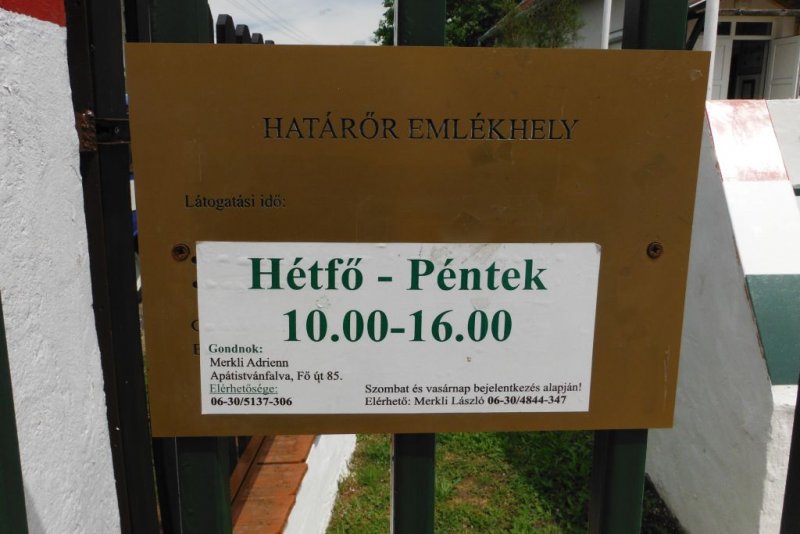 HATÁRŐR EMLÉKHELY
Látogatási idő:
Hétfő - Péntek
10.00-16.00
Gondnok:
Merkli Adrienn
Apátistvánfalva, Fő út 85.
Elérhetősége:
06-30/5137-306
Szombat és vasárnap bejelentkezés alapján!
Elérhető: Merkli László 06-30/4844-347